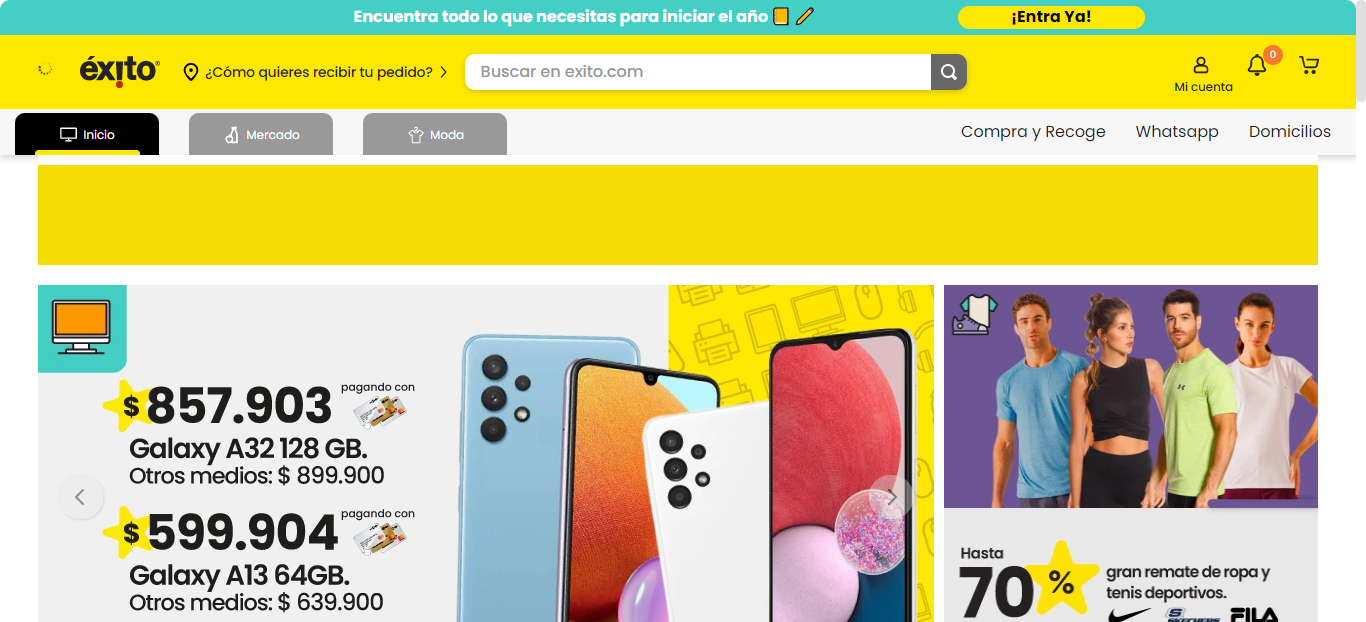 Encuentra todo lo que necesitas para iniciar el año
¡Entra Ya!
éxito
¿Cómo quieres recibir tu pedido?
Buscar en exito.com
Mi cuenta
0
Inicio
Mercado
Moda
Compra y Recoge
Whatsapp
Domicilios
$857.903 pagando con
Galaxy A32 128 GB.
Otros medios: $ 899.900
$599.904 pagando con
Galaxy A13 64GB.
Otros medios: $ 639.900
Hasta
70% gran remate de ropa y
tenis deportivos.
SKECHERS FILA